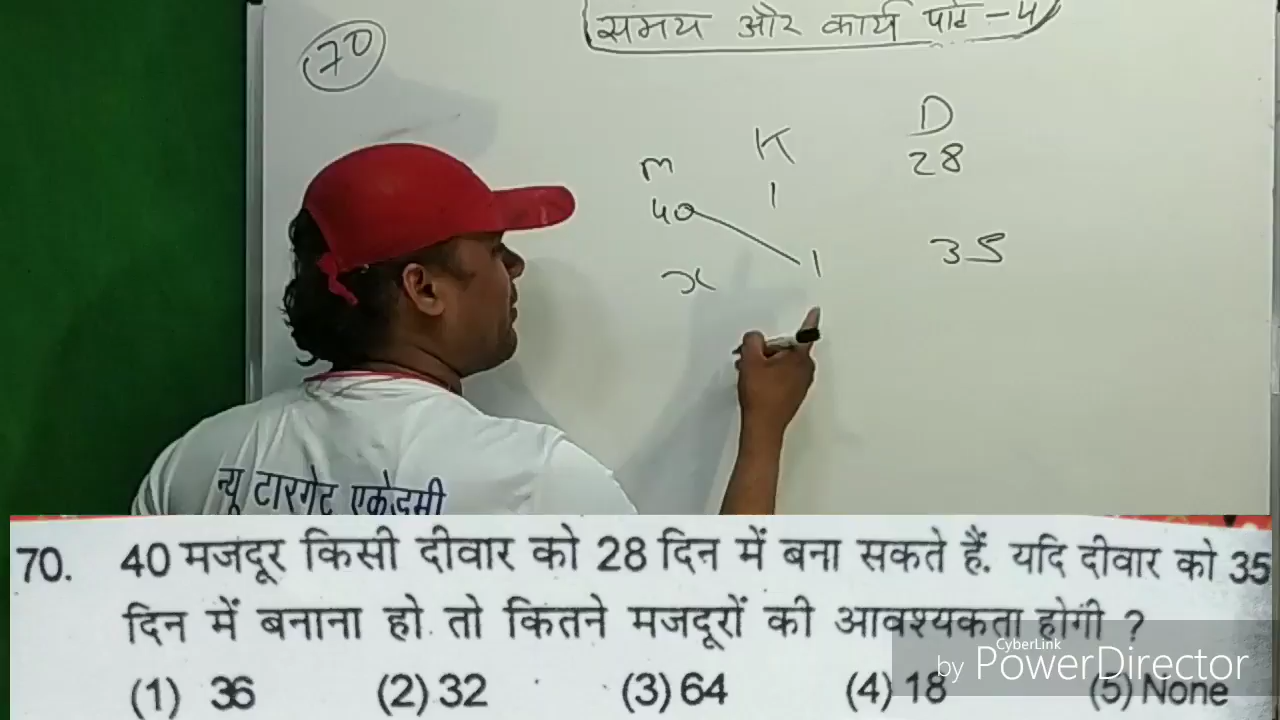 समय और कार्य पार्ट-4
70
m K D
40 1 28
x 1 35
न्यू टारगेट एकेडमी
70. 40 मजदूर किसी दीवार को 28 दिन में बना सकते हैं. यदि दीवार को 35
दिन में बनाना हो तो कितने मजदूरों की आवश्यकता होगी ?
(1) 36 (2) 32 (3) 64 (4) 18 (5) None
CyberLink
by PowerDirector